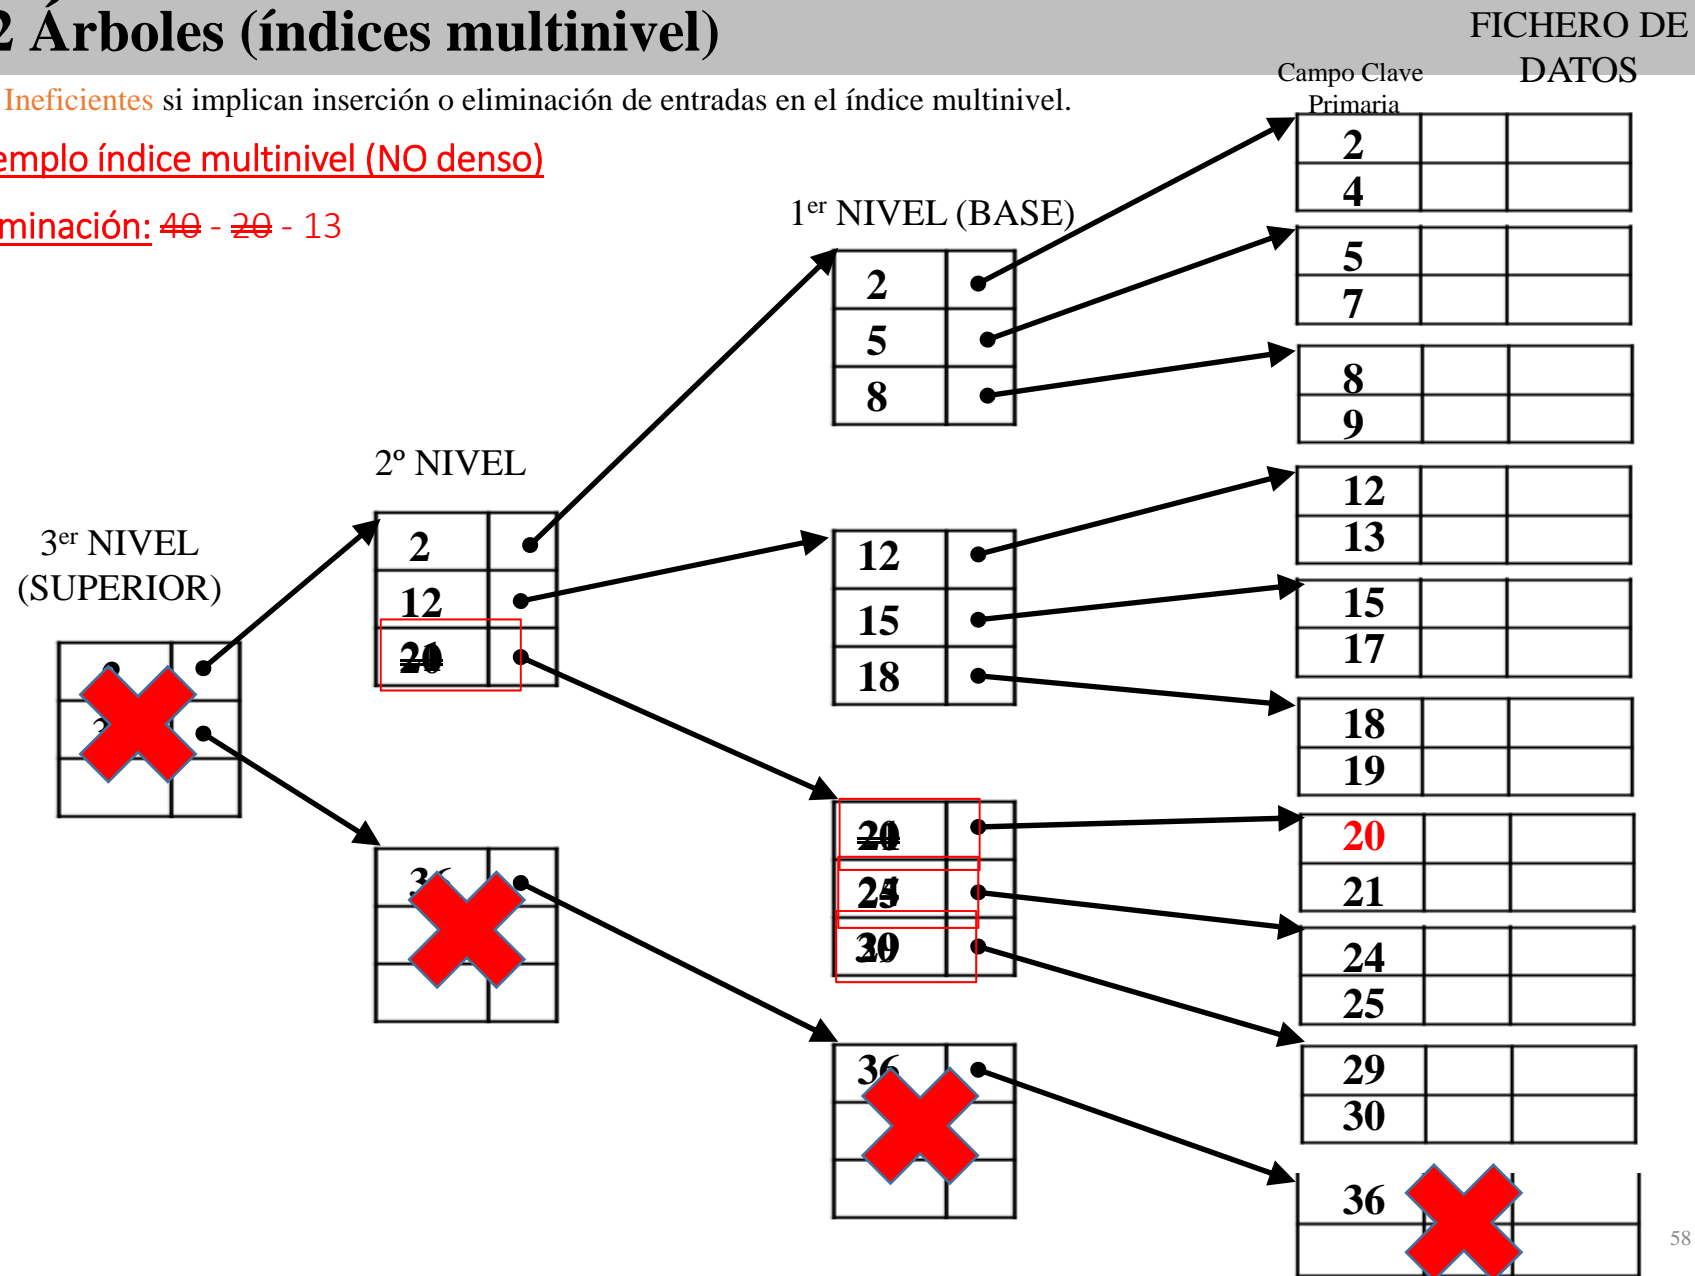 2 Árboles (índices multinivel)
FICHERO DE
DATOS
Campo Clave
Primaria
Ineficientes si implican inserción o eliminación de entradas en el índice multinivel.
emplo índice multinivel (NO denso)
minación: 40 - 20 - 13
1er NIVEL (BASE)
2º NIVEL
3er NIVEL
(SUPERIOR)
2
12
36
2
5
8
12
15
18
36
2
4
5
7
8
9
12
13
15
17
18
19
20
21
24
25
29
30
36
58